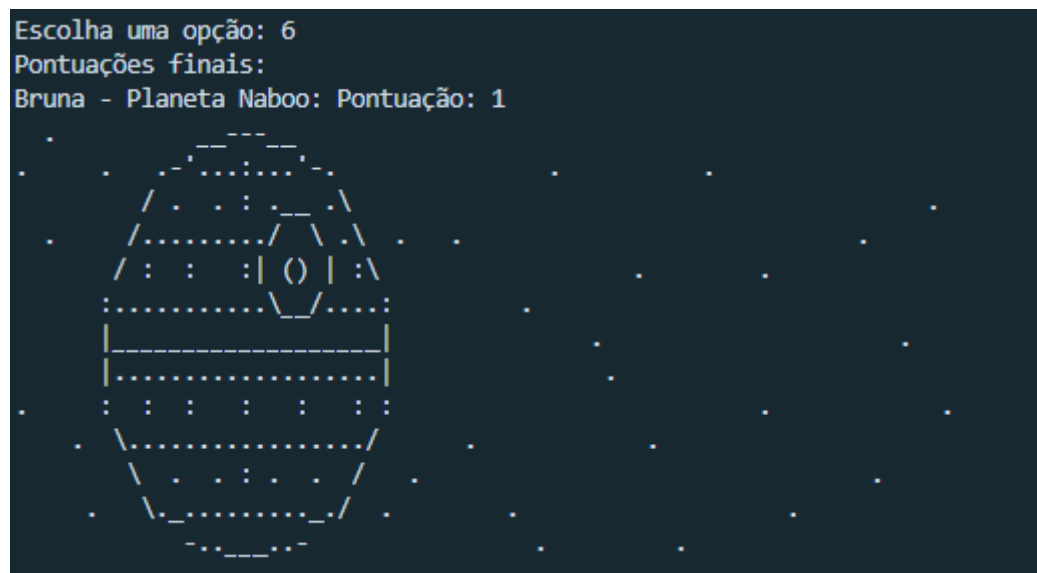 Escolha uma opção: 6
Pontuações finais:
Bruna - Planeta Naboo: Pontuação: 1